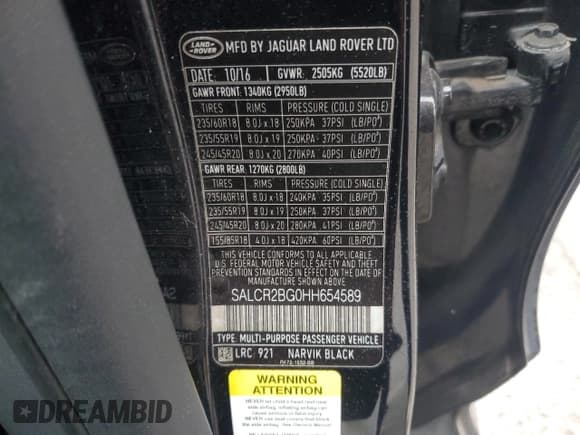 LAND-ROVER
MFD BY JAGUAR LAND ROVER LTD
DATE: 10/16 GVWR: 2505KG (5520LB)
GAWR FRONT: 1340KG (2950LB)
TIRES RIMS PRESSURE (COLD SINGLE)
235/60R18 8.0J x 18 250KPA 37PSI (LB/PO²)
235/55R19 8.0J x 19 250KPA 37PSI (LB/PO²)
245/45R20 8.0J x 20 270KPA 40PSI (LB/PO²)
GAWR REAR: 1270KG (2800LB)
TIRES RIMS PRESSURE (COLD SINGLE)
235/60R18 8.0J x 18 240KPA 35PSI (LB/PO²)
235/55R19 8.0J x 19 250KPA 37PSI (LB/PO²)
245/45R20 8.0J x 20 280KPA 41PSI (LB/PO²)
155/85R18 4.0J x 18 420KPA 60PSI (LB/PO²)
THIS VEHICLE CONFORMS TO ALL APPLICABLE
U.S. FEDERAL MOTOR VEHICLE SAFETY AND THEFT PREVENTION
STANDARDS IN EFFECT ON THE DATE OF
MANUFACTURE SHOWN ABOVE.
SALCR2BG0HH654589
TYPE: MULTI-PURPOSE PASSENGER VEHICLE
LRC: 921 NARVIK BLACK
WARNING
AVERTISSEMENT
DREAMBID